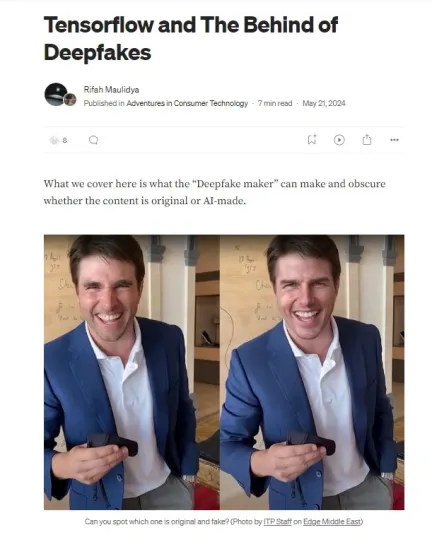 Tensorflow and The Behind of
Deepfakes
Rifah Maulidya
Published in Adventures in Consumer Technology · 7 min read · May 21, 2024
8
What we cover here is what the “Deepfake maker” can make and obscure
whether the content is original or AI-made.
Can you spot which one is original and fake? (Photo by ITP Staff on Edge Middle East)